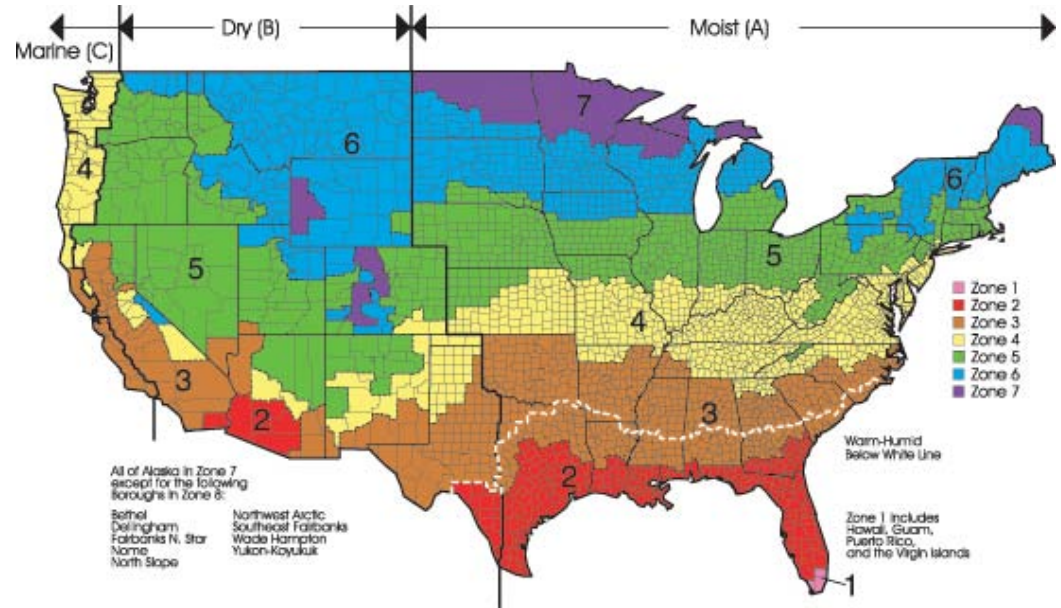 Marine (C)
Dry (B)
Moist (A)
4
6
7
6
5
5
4
3
2
3
2
1
Zone 1
Zone 2
Zone 3
Zone 4
Zone 5
Zone 6
Zone 7
All of Alaska in Zone 7
except for the following
Boroughs in Zone 8:
Bethel
Dellingham
Fairbanks N. Star
Nome
North Slope
Northwest Arctic
Southeast Fairbanks
Wade Hampton
Yukon-Koyukuk
Warm-Humid
Below White Line
Zone 1 includes
Hawaii, Guam,
Puerto Rico,
and the Virgin Islands